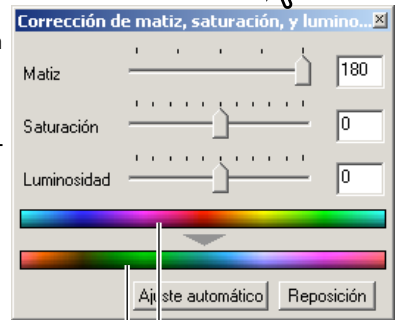 Corrección de matiz, saturación, y lumino...
Matiz
180
Saturación
0
Luminosidad
0
Ajuste automático
Reposición